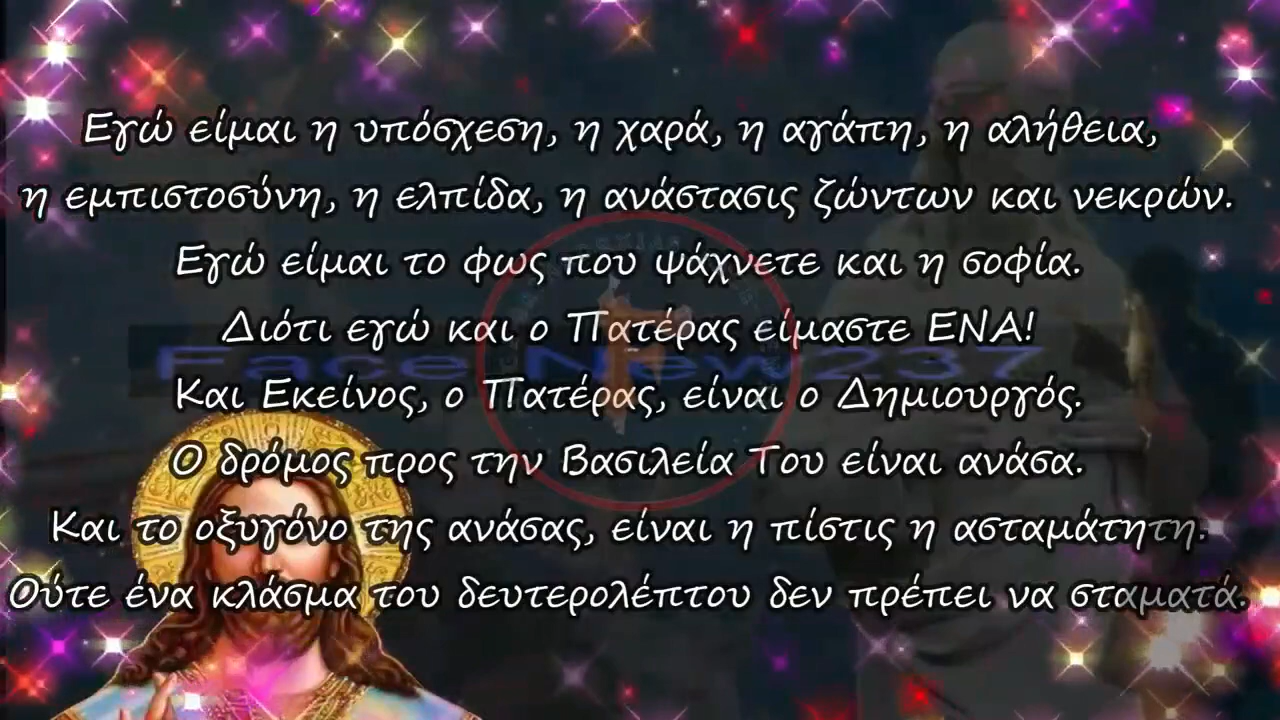 Εγώ είμαι η υπόσχεση, η χαρά, η αγάπη, η αλήθεια,
η εμπιστοσύνη, η ελπίδα, η ανάστασις ζώντων και νεκρών.
Εγώ είμαι το φως που ψάχνετε και η σοφία.
Διότι εγώ και ο Πατέρας είμαστε ΕΝΑ!
Face New237
Και Εκείνος, ο Πατέρας, είναι ο Δημιουργός.
Ο δρόμος προς την Βασιλεία Του είναι ανάσα.
Και το οξυγόνο της ανάσας, είναι η πίστις η ασταμάτητη.
Ούτε ένα κλάσμα του δευτερολέπτου δεν πρέπει να σταματά.